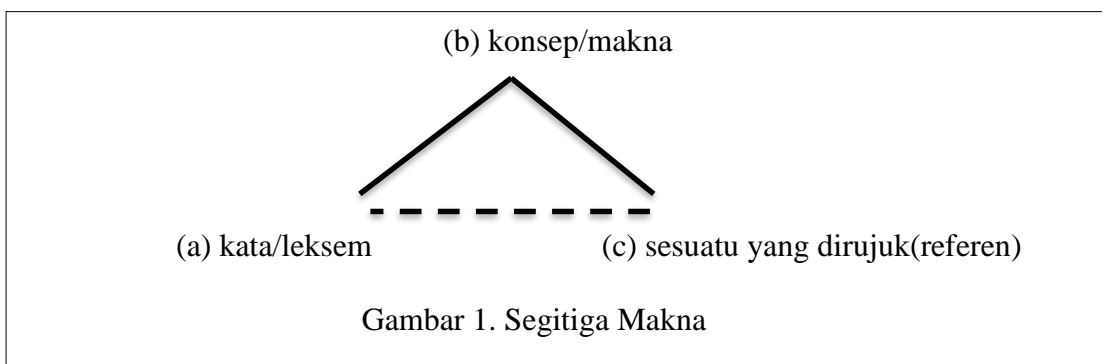 (b) konsep/makna
(a) kata/leksem
(c) sesuatu yang dirujuk(referen)
Gambar 1. Segitiga Makna